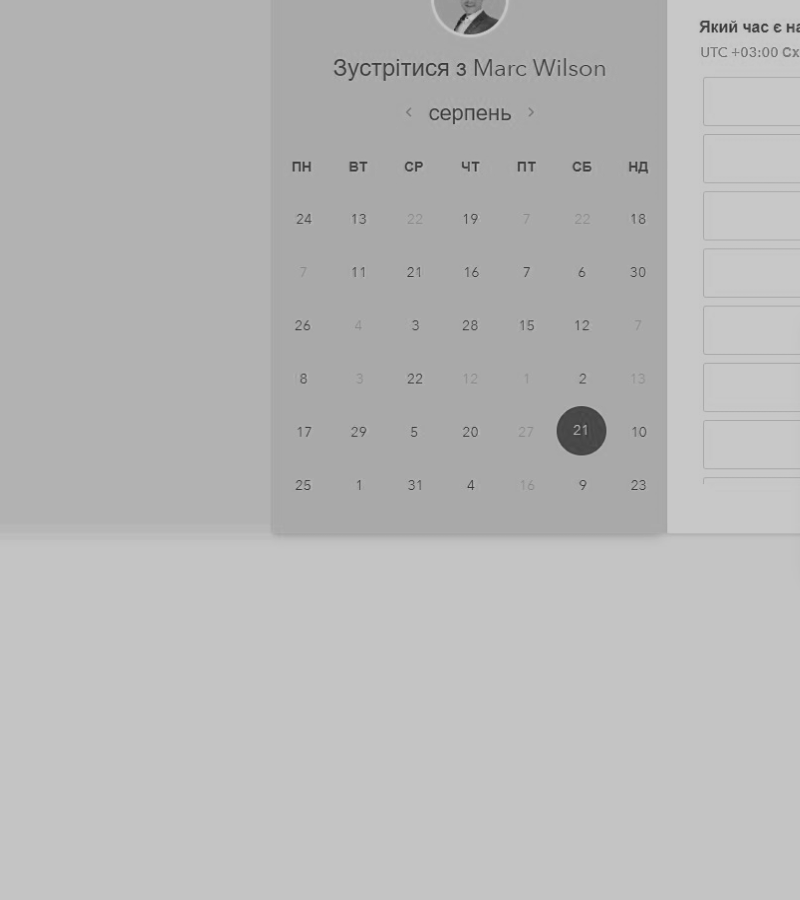 Зустрітися з Marc Wilson
серпень
ПН ВТ СР ЧТ ПТ СБ НД
24 13 22 19 7 22 18
7 11 21 16 7 6 30
26 4 3 28 15 12 7
8 3 22 12 1 2 13
17 29 5 20 27 21 10
25 1 31 4 16 9 23
Який час є на
UTC +03:00 Сх